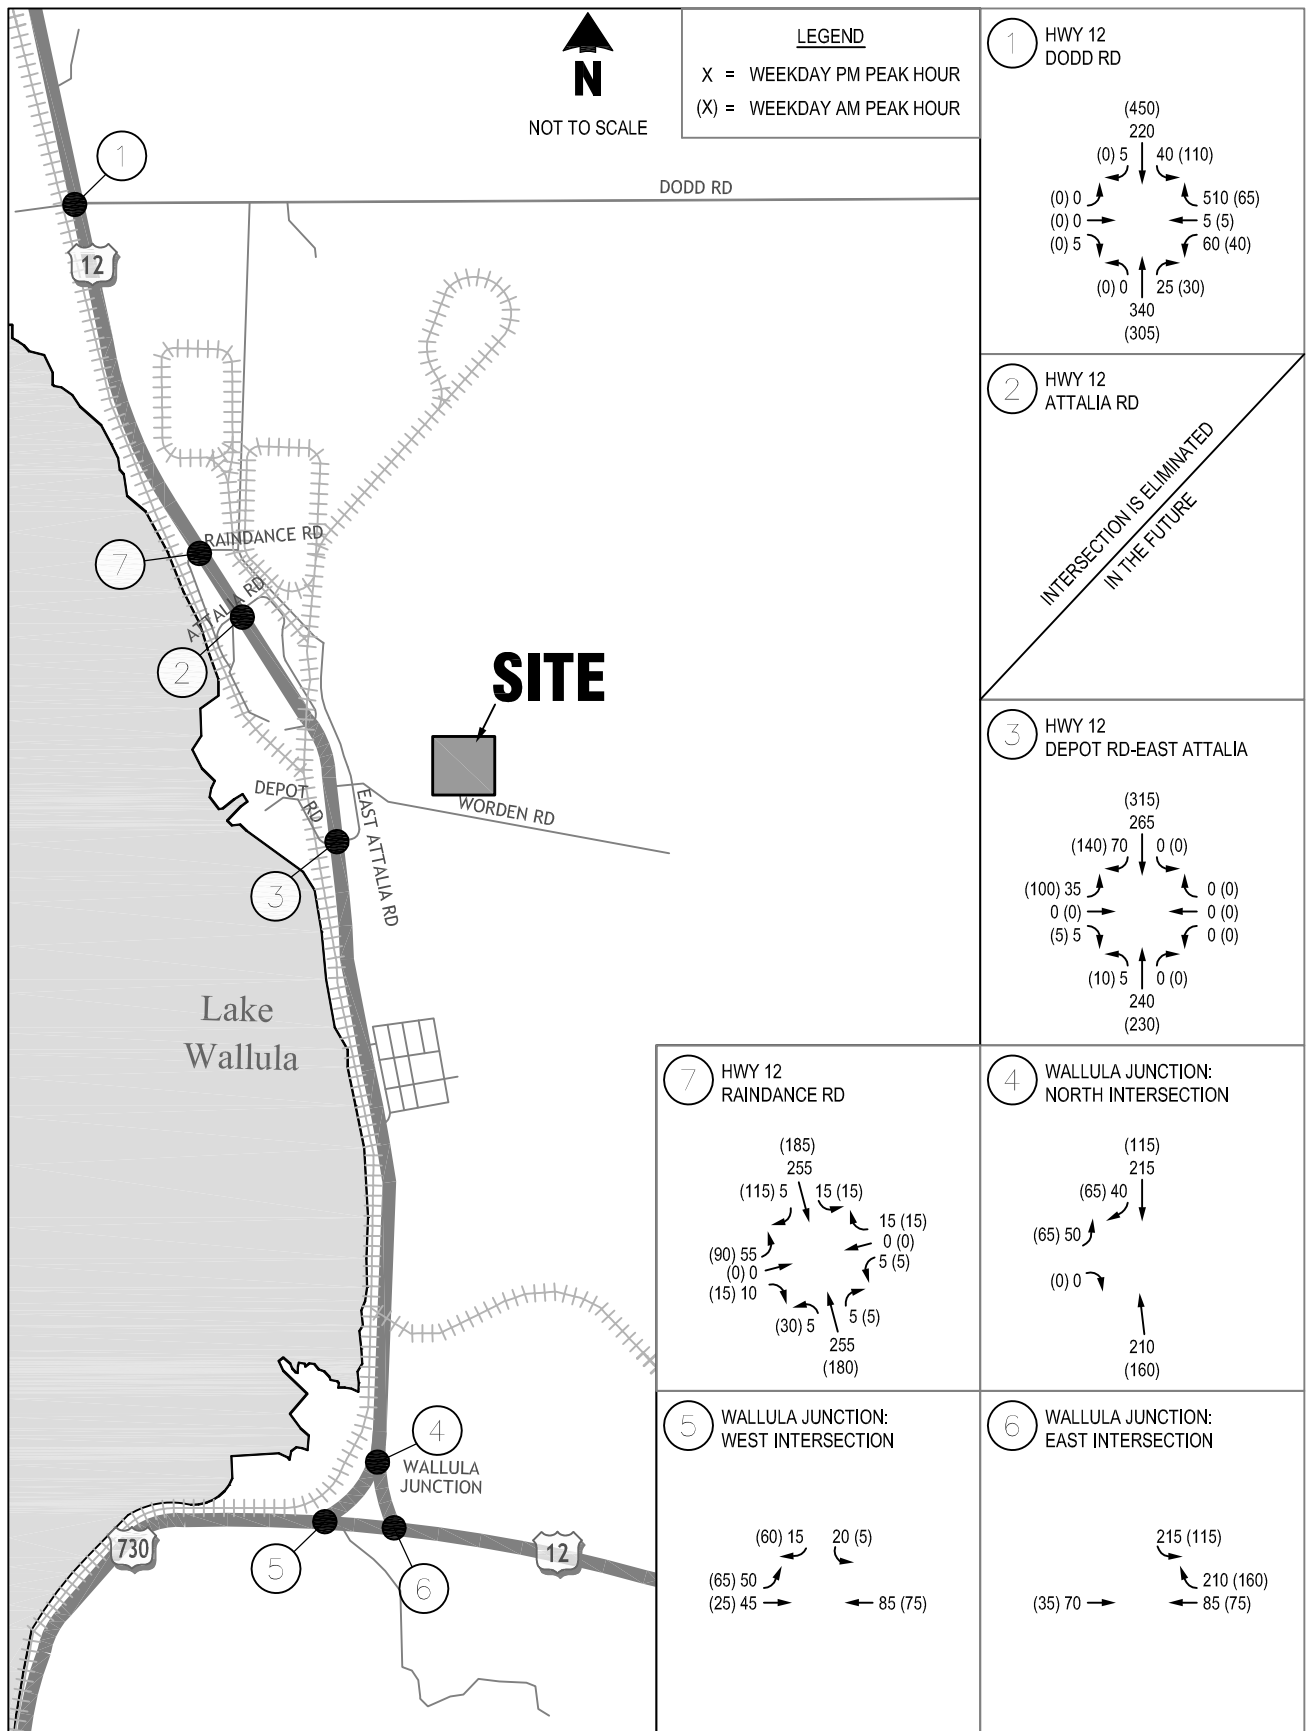 LEGEND
X = WEEKDAY PM PEAK HOUR
(X) = WEEKDAY AM PEAK HOUR
N
NOT TO SCALE
1
DODD RD
12
7
RAINDANCE RD
ATTALIA RD
2
SITE
DEPOT RD
EAST ATTALIA RD
WORDEN RD
3
Lake
Wallula
4
WALLULA
JUNCTION
730
5
6
12
1
HWY 12
DODD RD
(450)
220
(0) 5 40 (110)
(0) 0 510 (65)
(0) 0 5 (5)
(0) 5 60 (40)
(0) 0 25 (30)
340
(305)
2
HWY 12
ATTALIA RD
INTERSECTION IS ELIMINATED
IN THE FUTURE
3
HWY 12
DEPOT RD-EAST ATTALIA
(315)
265
(140) 70 0 (0)
(100) 35 0 (0)
0 (0) 0 (0)
(5) 5 0 (0)
(10) 5 0 (0)
240
(230)
7
HWY 12
RAINDANCE RD
(185)
255
(115) 5 15 (15)
15 (15)
0 (0)
(90) 55 5 (5)
(0) 0
(15) 10
(30) 5 5 (5)
255
(180)
4
WALLULA JUNCTION:
NORTH INTERSECTION
(115)
215
(65) 40
(65) 50
(0) 0
210
(160)
5
WALLULA JUNCTION:
WEST INTERSECTION
(60) 15 20 (5)
(65) 50
(25) 45 85 (75)
6
WALLULA JUNCTION:
EAST INTERSECTION
215 (115)
210 (160)
(35) 70 85 (75)